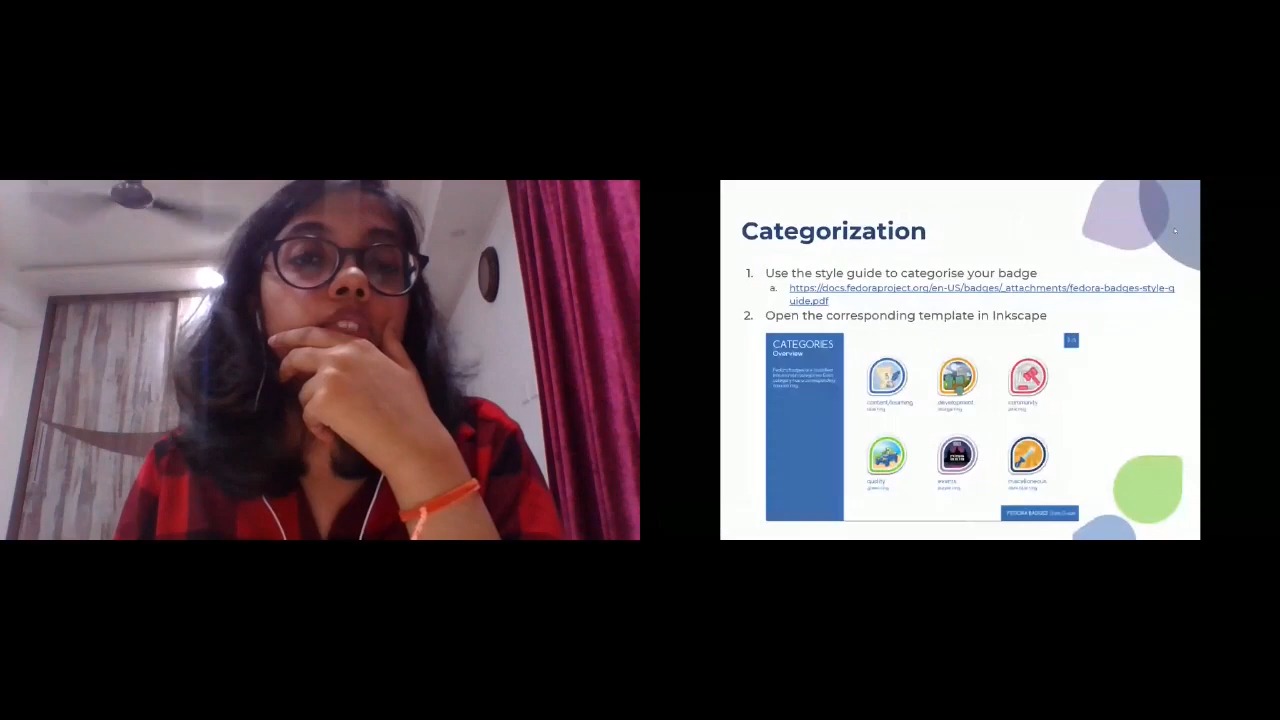 Categorization
1. Use the style guide to categorise your badge
a. https://docs.fedoraproject.org/en-US/badges/_attachments/fedora-badges-style-g
uide.pdf
2. Open the corresponding template in Inkscape
CATEGORIES
Overview
content/learning
development
community
quality
events
miscellaneous
FEDORA BADGES